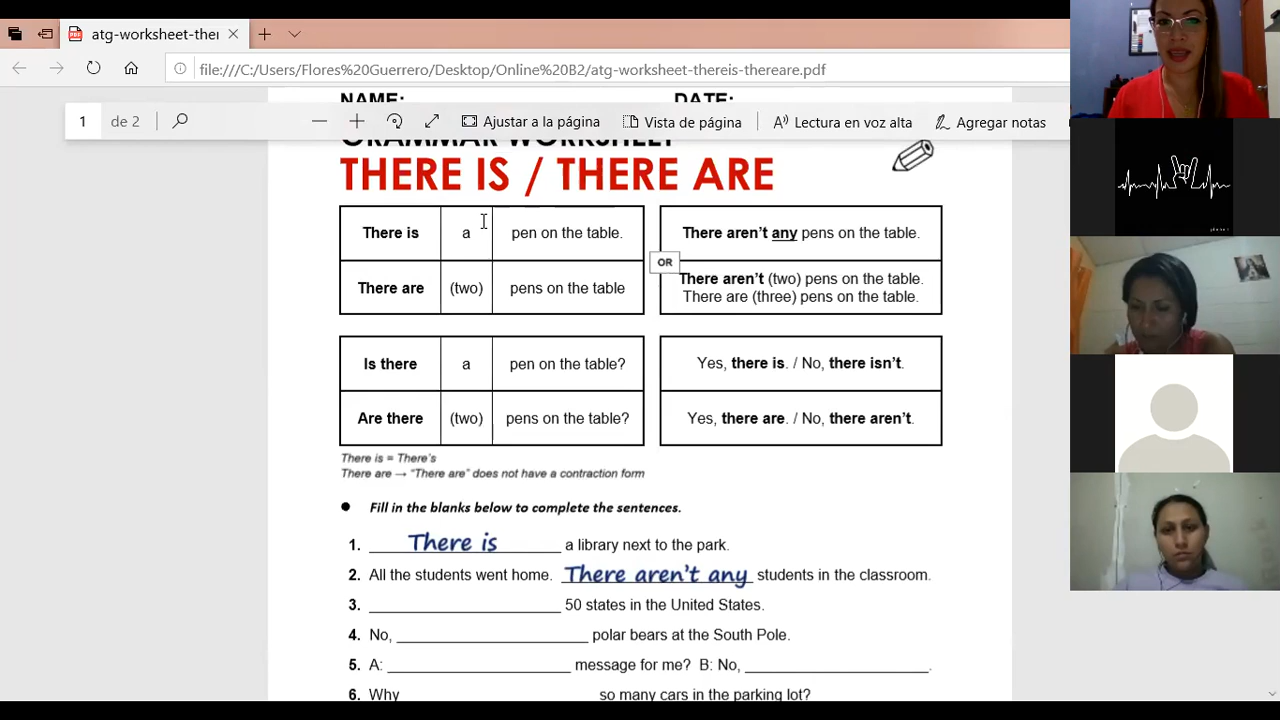 atg-worksheet-ther
file:///C:/Users/Flores%20Guerrero/Desktop/Online%20B2/atg-worksheet-thereis-thereare.pdf
NAME: DATE:
1 de 2 Ajustar a la página Vista de página Lectura en voz alta Agregar notas
GRAMMAR WORKSHEET
THERE IS / THERE ARE
There is a pen on the table.
There are (two) pens on the table
OR
There aren't any pens on the table.
There aren't (two) pens on the table.
There are (three) pens on the table.
Is there a pen on the table?
Are there (two) pens on the table?
Yes, there is. / No, there isn't.
Yes, there are. / No, there aren't.
There is = There's
There are → "There are" does not have a contraction form
● Fill in the blanks below to complete the sentences.
1. There is a library next to the park.
2. All the students went home. There aren't any students in the classroom.
3. ____ 50 states in the United States.
4. No, ____ polar bears at the South Pole.
5. A: ____ message for me? B: No, ____.
6. Why ____ so many cars in the parking lot?